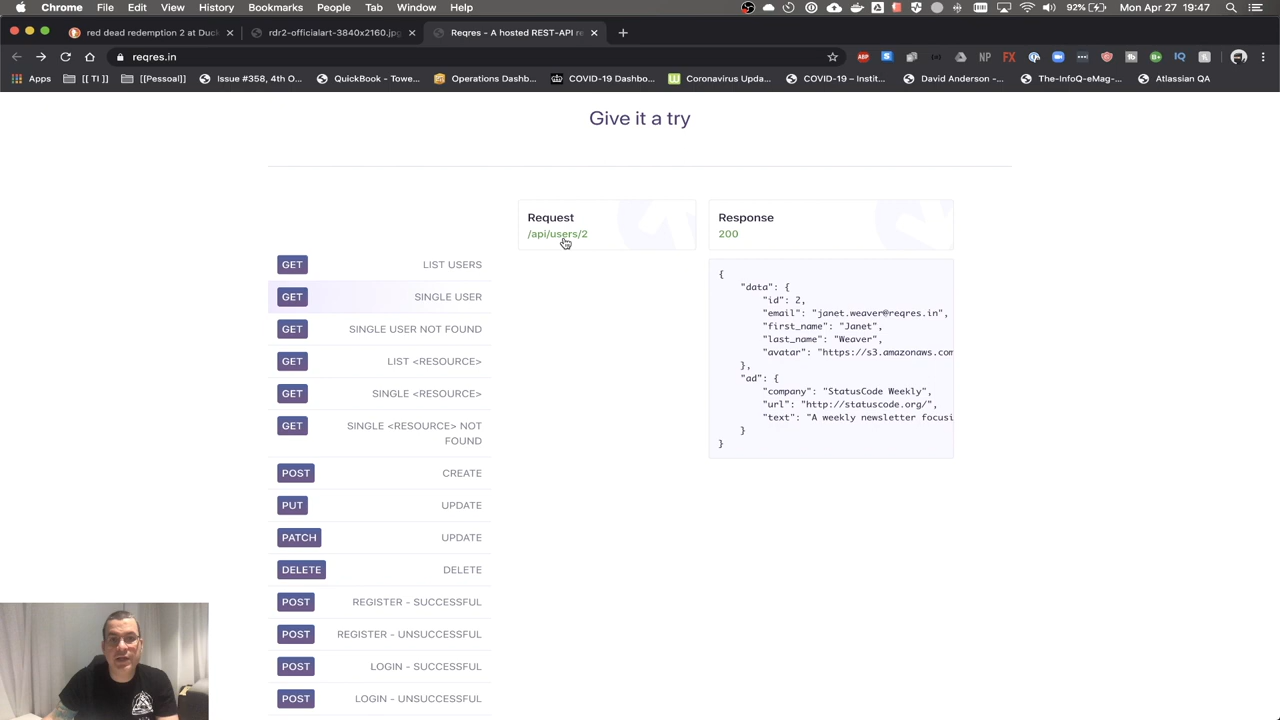 Chrome File Edit View History Bookmarks People Tab Window Help 92% Mon Apr 27 19:47
red dead redemption 2 at Duck rdr2-officialart-3840x2160.jpg Reqres - A hosted REST-API re
reqres.in
Apps [[ TI ]] [[Pessoal]] Issue #358, 4th O... QuickBook - Towe... Operations Dashb... COVID-19 Dashbo... Coronavirus Upda... COVID-19 – Instit... David Anderson -... The-InfoQ-eMag-... Atlassian QA
Give it a try
Request
/api/users/2
Response
200
GET LIST USERS
GET SINGLE USER
GET SINGLE USER NOT FOUND
GET LIST <RESOURCE>
GET SINGLE <RESOURCE>
GET SINGLE <RESOURCE> NOT
FOUND
POST CREATE
PUT UPDATE
PATCH UPDATE
DELETE DELETE
POST REGISTER - SUCCESSFUL
POST REGISTER - UNSUCCESSFUL
POST LOGIN - SUCCESSFUL
POST LOGIN - UNSUCCESSFUL
{
"data": {
"id": 2,
"email": "janet.weaver@reqres.in",
"first_name": "Janet",
"last_name": "Weaver",
"avatar": "https://s3.amazonaws.com
},
"ad": {
"company": "StatusCode Weekly",
"url": "http://statuscode.org/",
"text": "A weekly newsletter focusi
}
}